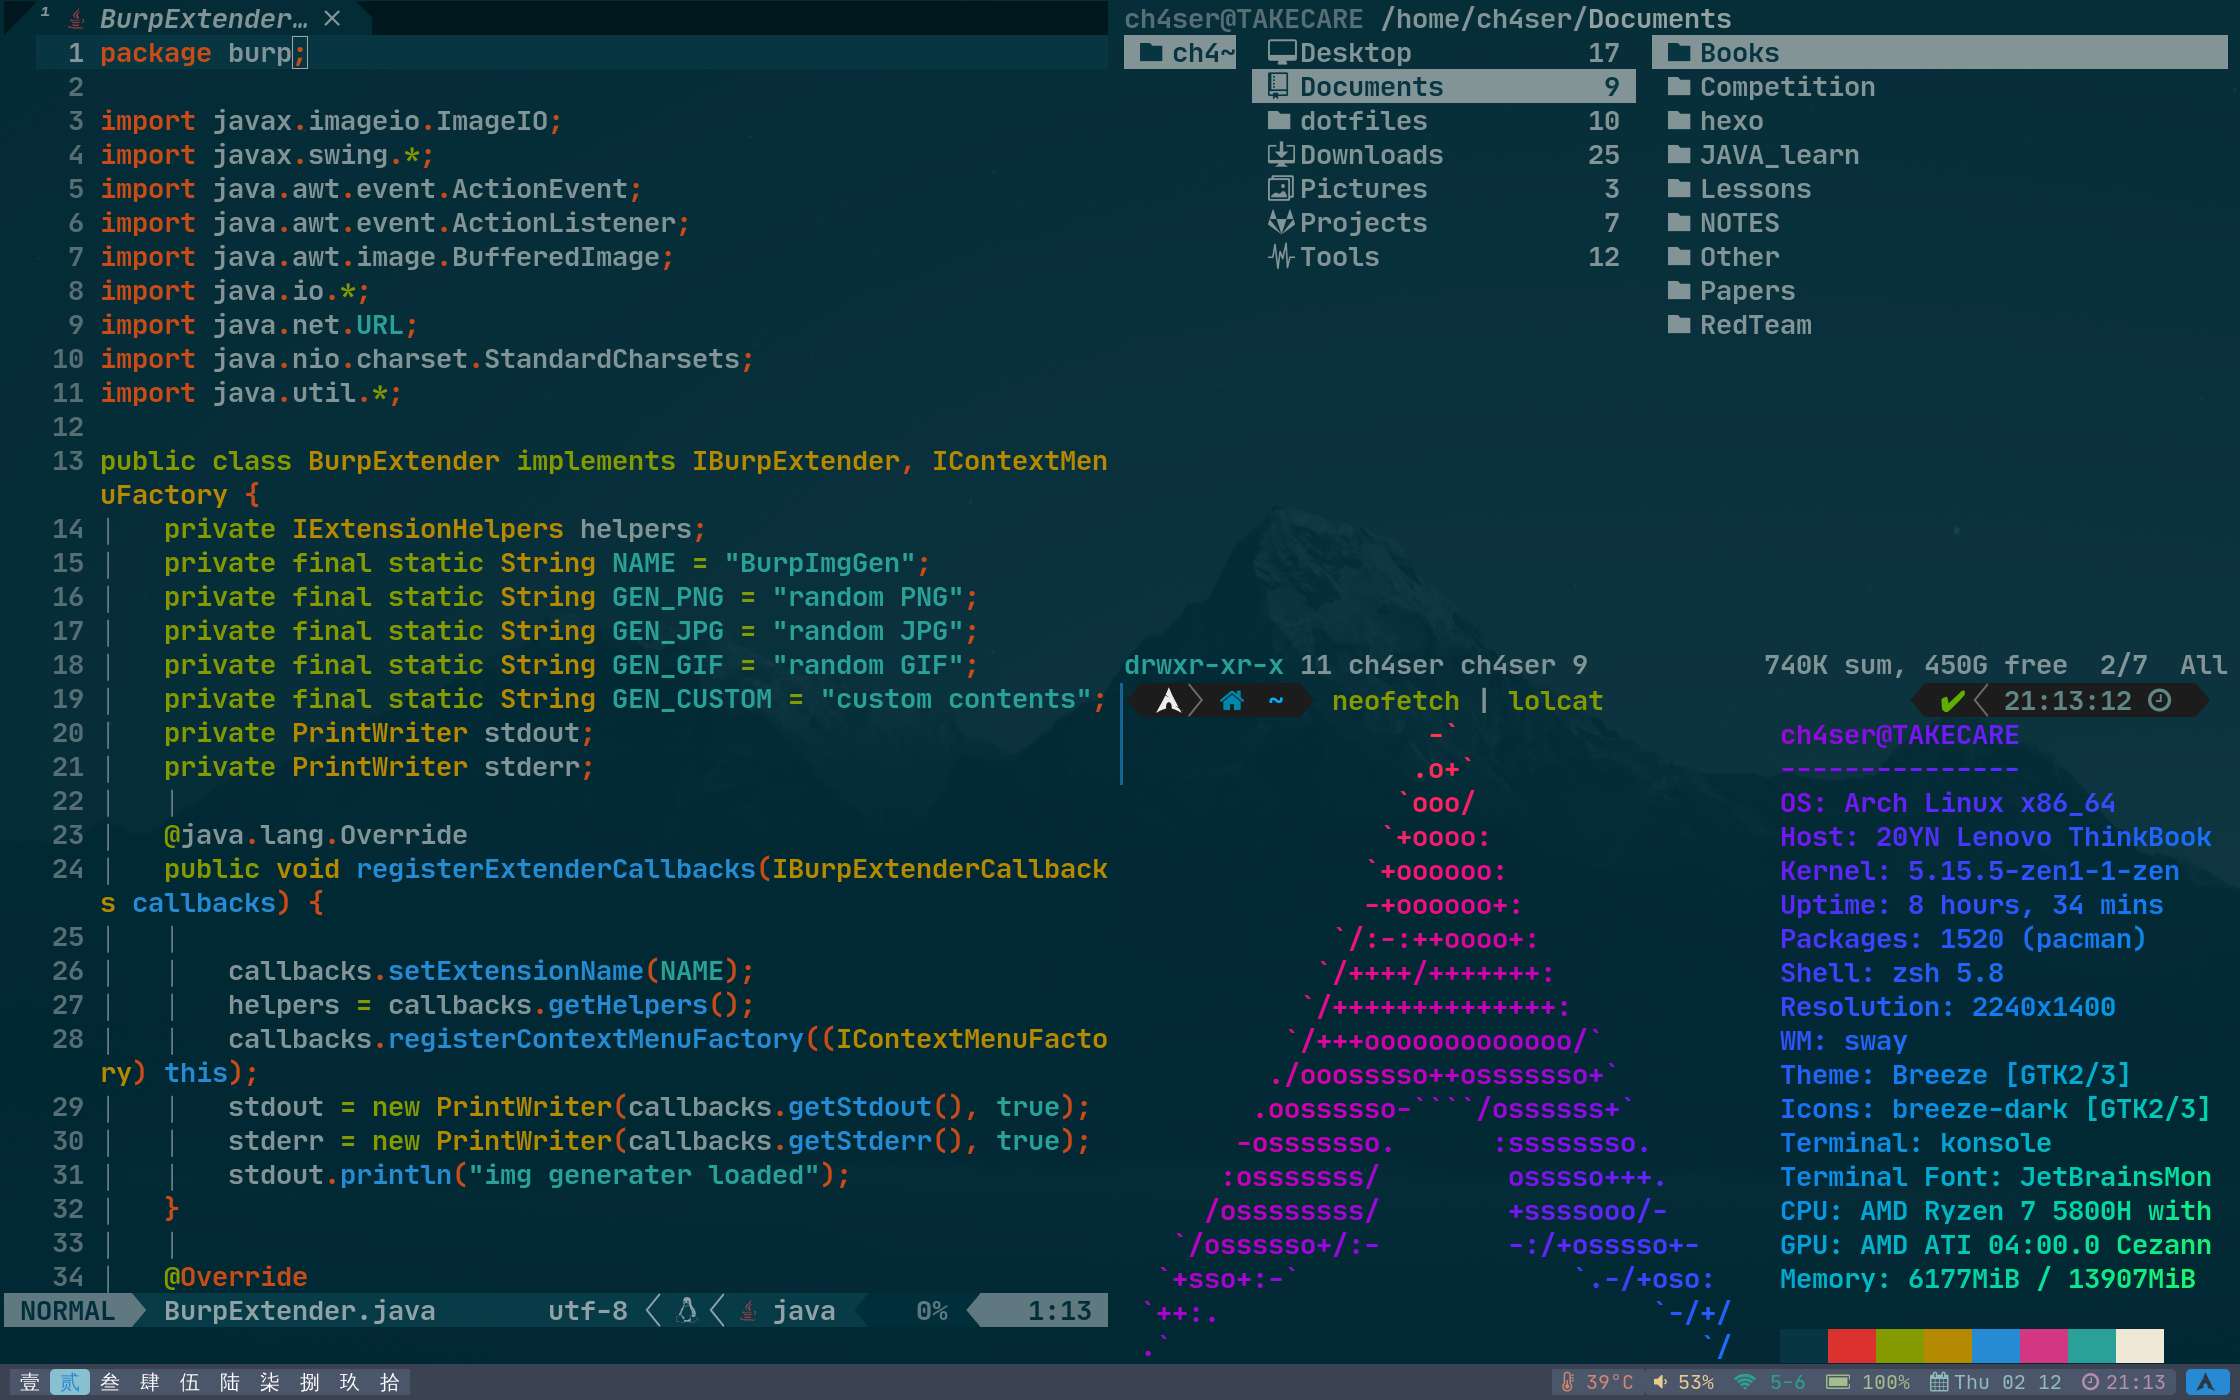 1 BurpExtender… ×
1 package burp;
2
3 import javax.imageio.ImageIO;
4 import javax.swing.*;
5 import java.awt.event.ActionEvent;
6 import java.awt.event.ActionListener;
7 import java.awt.image.BufferedImage;
8 import java.io.*;
9 import java.net.URL;
10 import java.nio.charset.StandardCharsets;
11 import java.util.*;
12
13 public class BurpExtender implements IBurpExtender, IContextMen
uFactory {
14 private IExtensionHelpers helpers;
15 private final static String NAME = "BurpImgGen";
16 private final static String GEN_PNG = "random PNG";
17 private final static String GEN_JPG = "random JPG";
18 private final static String GEN_GIF = "random GIF";
19 private final static String GEN_CUSTOM = "custom contents";
20 private PrintWriter stdout;
21 private PrintWriter stderr;
22
23 @java.lang.Override
24 public void registerExtenderCallbacks(IBurpExtenderCallback
s callbacks) {
25
26 callbacks.setExtensionName(NAME);
27 helpers = callbacks.getHelpers();
28 callbacks.registerContextMenuFactory((IContextMenuFacto
ry) this);
29 stdout = new PrintWriter(callbacks.getStdout(), true);
30 stderr = new PrintWriter(callbacks.getStderr(), true);
31 stdout.println("img generater loaded");
32 }
33
34 @Override
NORMAL BurpExtender.java utf-8 java 0% 1:13
ch4ser@TAKECARE /home/ch4ser/Documents
ch4~
Desktop 17
Documents 9
dotfiles 10
Downloads 25
Pictures 3
Projects 7
Tools 12
Books
Competition
hexo
JAVA_learn
Lessons
NOTES
Other
Papers
RedTeam
drwxr-xr-x 11 ch4ser ch4ser 9 740K sum, 450G free 2/7 All
~ neofetch | lolcat ✔ 21:13:12
-`
.o+`
`ooo/
`+oooo:
`+oooooo:
-+oooooo+:
`/:-:++oooo+:
`/++++/+++++++:
`/++++++++++++++:
`/+++ooooooooooooo/`
./ooosssso++osssssso+`
.oossssso-````/ossssss+`
-osssssso. :ssssssso.
:osssssss/ osssso+++.
/ossssssss/ +ssssooo/-
`/ossssso+/:- -:/+osssso+-
`+sso+:-` `.-/+oso:
`++:. `-/+/
.` `/
ch4ser@TAKECARE
---------------
OS: Arch Linux x86_64
Host: 20YN Lenovo ThinkBook
Kernel: 5.15.5-zen1-1-zen
Uptime: 8 hours, 34 mins
Packages: 1520 (pacman)
Shell: zsh 5.8
Resolution: 2240x1400
WM: sway
Theme: Breeze [GTK2/3]
Icons: breeze-dark [GTK2/3]
Terminal: konsole
Terminal Font: JetBrainsMon
CPU: AMD Ryzen 7 5800H with
GPU: AMD ATI 04:00.0 Cezann
Memory: 6177MiB / 13907MiB
壹 贰 叁 肆 伍 陆 柒 捌 玖 拾 39°C 53% 5-6 100% Thu 02 12 21:13